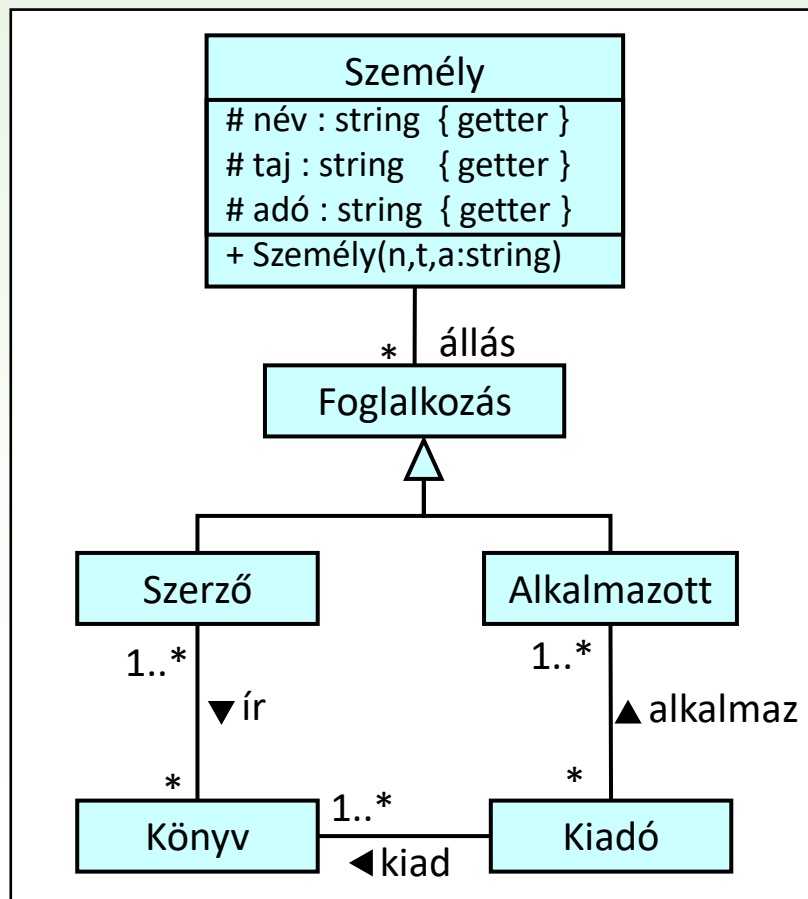 Személy
# név : string { getter }
# taj : string { getter }
# adó : string { getter }
+ Személy(n,t,a:string)
* állás
Foglalkozás
Szerző
Alkalmazott
1..*
1..*
▼ ír
▲ alkalmaz
*
*
Könyv
1..*
Kiadó
◀ kiad